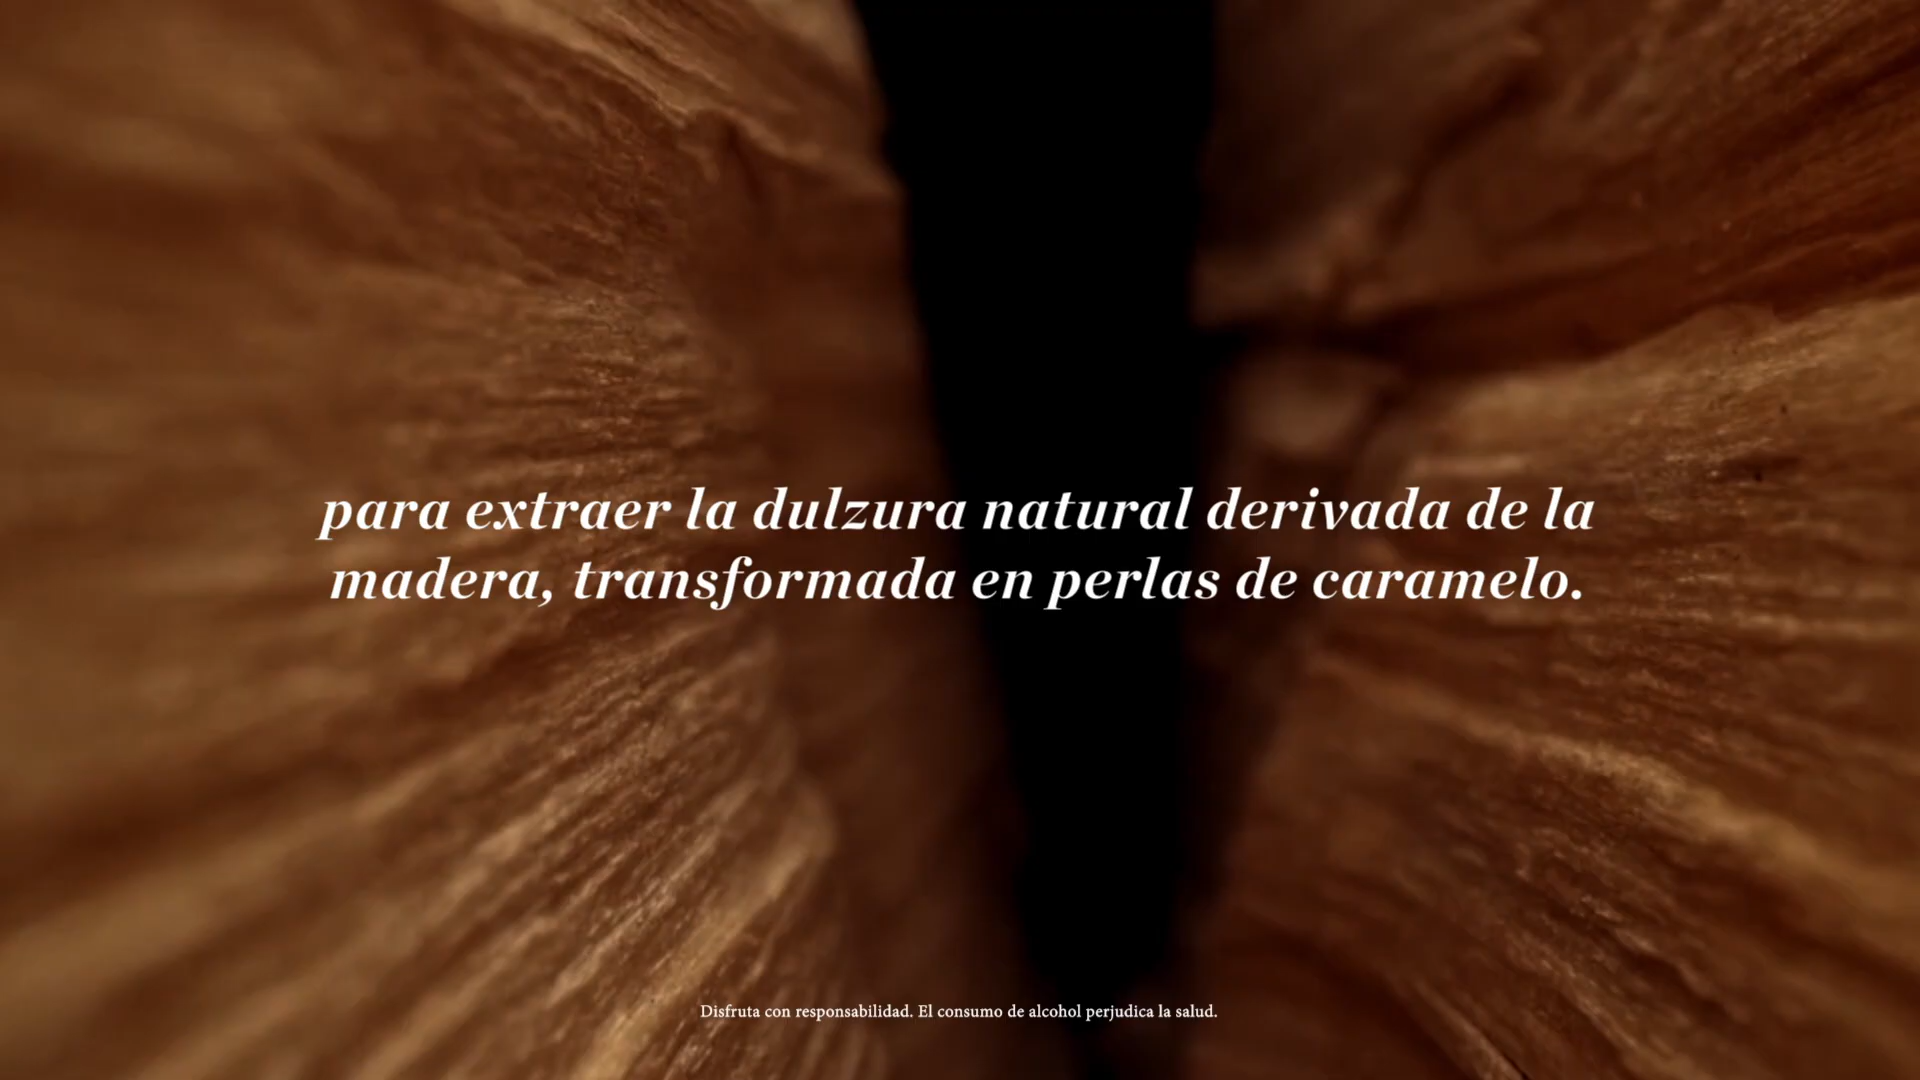 para extraer la dulzura natural derivada de la
madera, transformada en perlas de caramelo.
Disfruta con responsabilidad. El consumo de alcohol perjudica la salud.